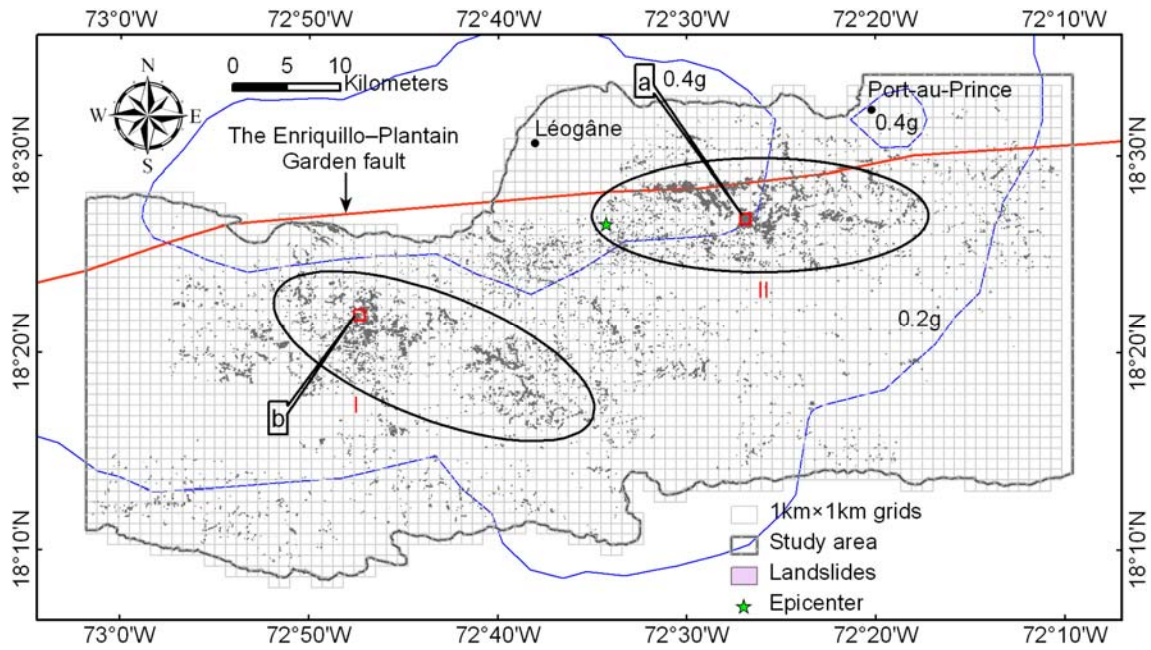 73°0'W 72°50'W 72°40'W 72°30'W 72°20'W 72°10'W
N
W E
S
0 5 10
Kilometers
a 0.4g
Port-au-Prince
0.4g
The Enriquillo–Plantain
Garden fault
Léogâne
18°30'N 18°30'N
II
0.2g
18°20'N 18°20'N
b I
18°10'N 18°10'N
1km×1km grids
Study area
Landslides
Epicenter
73°0'W 72°50'W 72°40'W 72°30'W 72°20'W 72°10'W